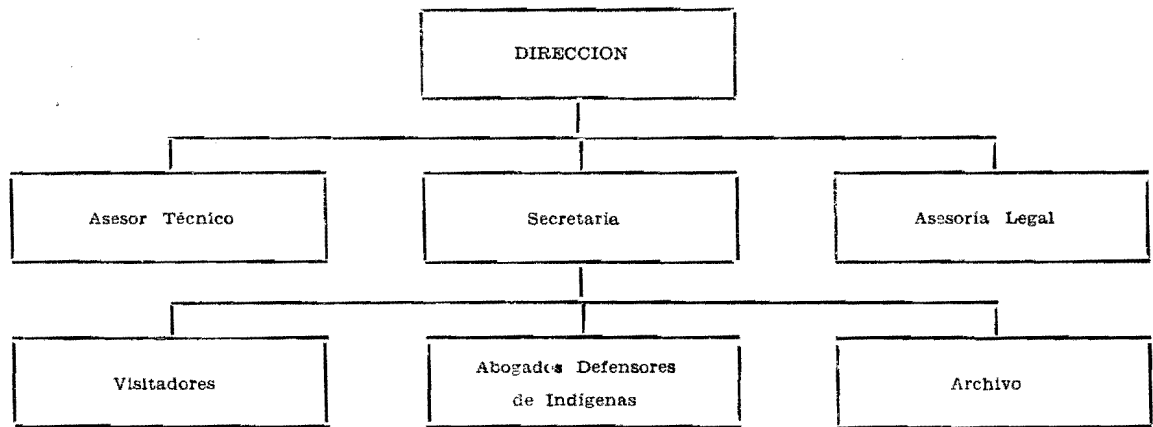 DIRECCION
Asesor Técnico
Secretaria
Asesoría Legal
Visitadores
Abogados Defensores
de Indígenas
Archivo